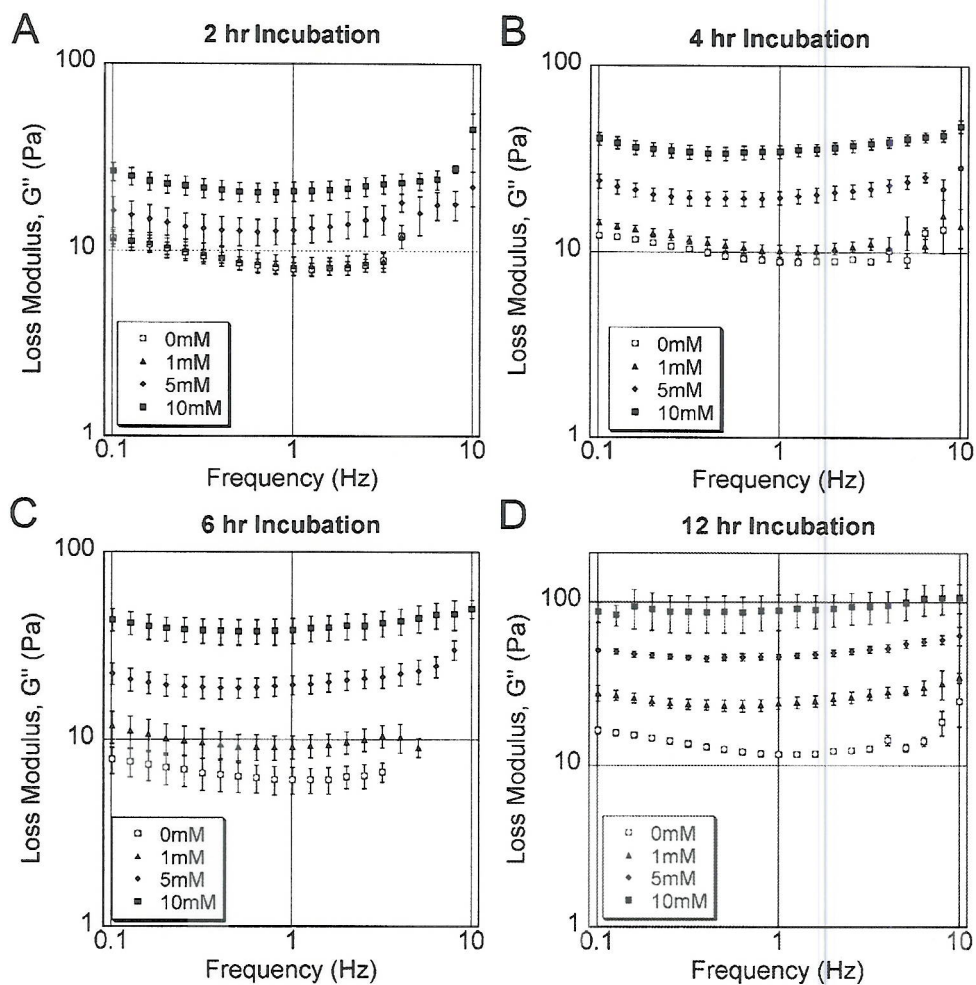 A
2 hr Incubation
100
10
1
Loss Modulus, G" (Pa)
0mM
1mM
5mM
10mM
0.1
1
10
Frequency (Hz)
B
4 hr Incubation
100
10
1
Loss Modulus, G" (Pa)
0mM
1mM
5mM
10mM
0.1
1
10
Frequency (Hz)
C
6 hr Incubation
100
10
1
Loss Modulus, G" (Pa)
0mM
1mM
5mM
10mM
0.1
1
10
Frequency (Hz)
D
12 hr Incubation
100
10
1
Loss Modulus, G" (Pa)
0mM
1mM
5mM
10mM
0.1
1
10
Frequency (Hz)